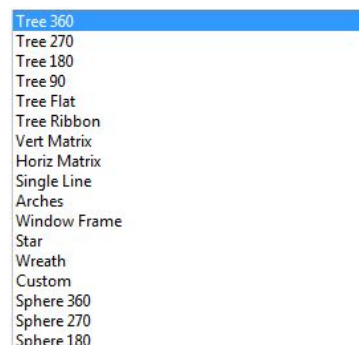 Tree 360
Tree 270
Tree 180
Tree 90
Tree Flat
Tree Ribbon
Vert Matrix
Horiz Matrix
Single Line
Arches
Window Frame
Star
Wreath
Custom
Sphere 360
Sphere 270
Sphere 180